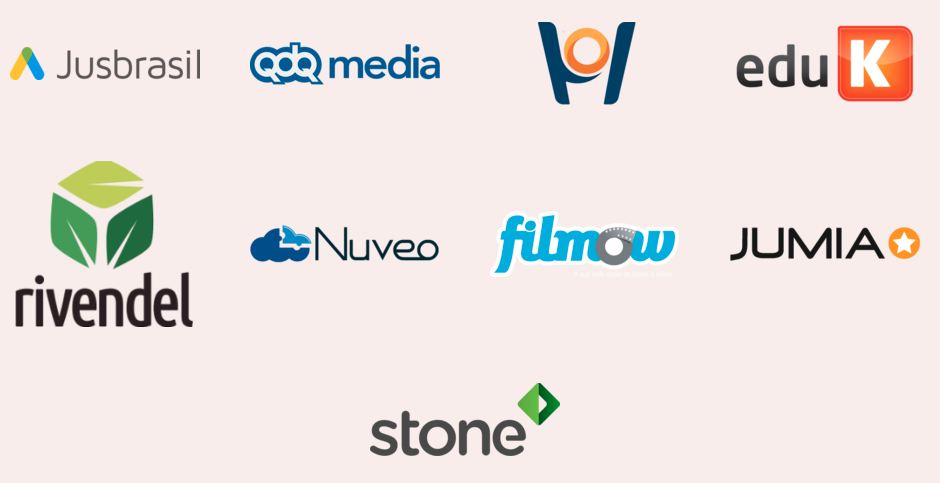 Jusbrasil
QDQ media
edu K
rivendel
Nuveo
filmow
JUMIA
stone